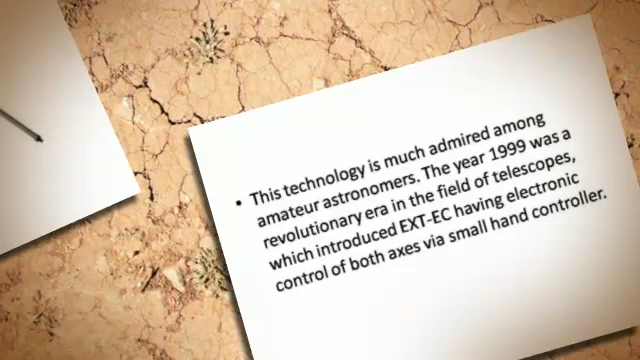 • This technology is much admired among
amateur astronomers. The year 1999 was a
revolutionary era in the field of telescopes,
which introduced EXT-EC having electronic
control of both axes via small hand controller.